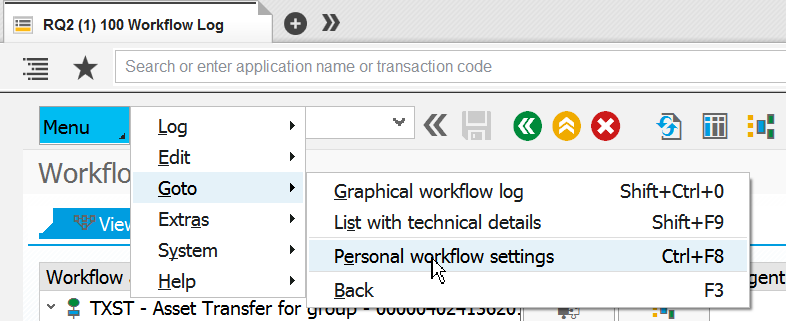 RQ2 (1) 100 Workflow Log
Search or enter application name or transaction code
Menu
Log
Edit
Goto
Extras
System
Help
Graphical workflow log Shift+Ctrl+0
List with technical details Shift+F9
Personal workflow settings Ctrl+F8
Back F3
Workflo
View
Workflow
gent
TXST - Asset Transfer for group -